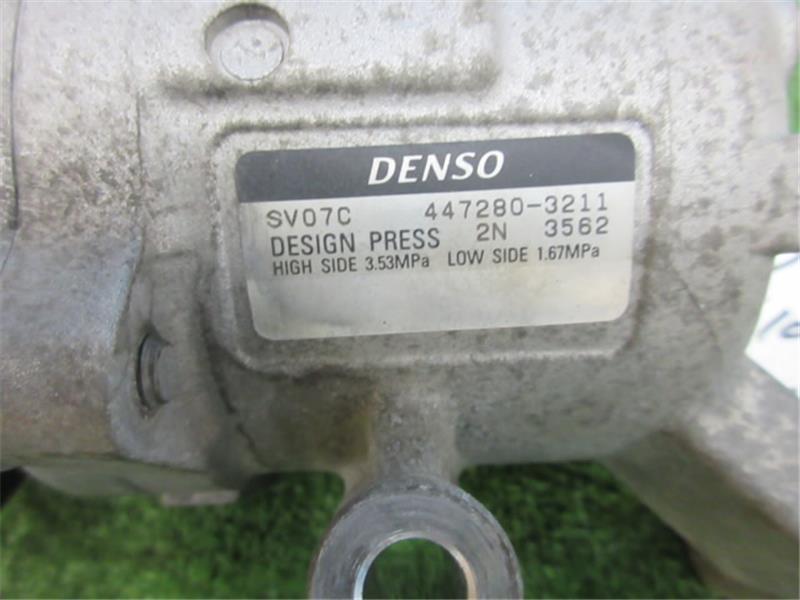 DENSO
SV07C 447280-3211
DESIGN PRESS 2N 3562
HIGH SIDE 3.53MPa LOW SIDE 1.67MPa